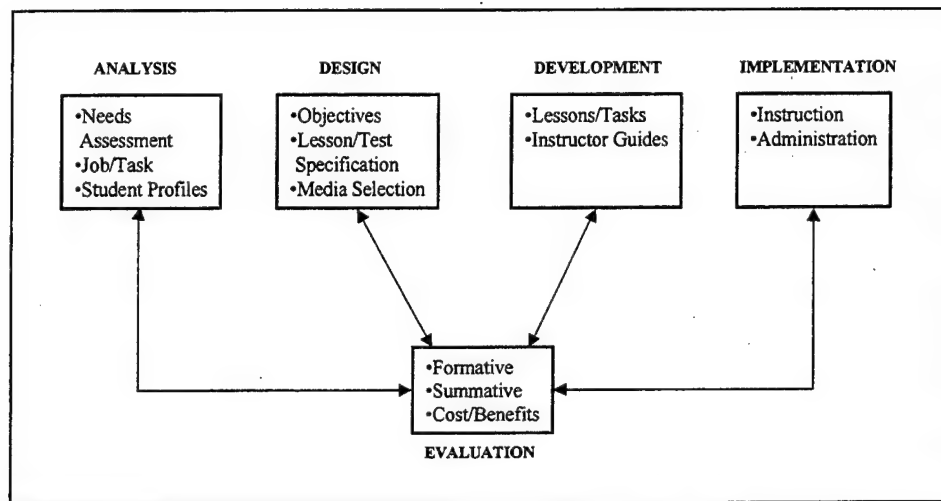 ANALYSIS
•Needs
Assessment
•Job/Task
•Student Profiles
DESIGN
•Objectives
•Lesson/Test
Specification
•Media Selection
DEVELOPMENT
•Lessons/Tasks
•Instructor Guides
IMPLEMENTATION
•Instruction
•Administration
•Formative
•Summative
•Cost/Benefits
EVALUATION